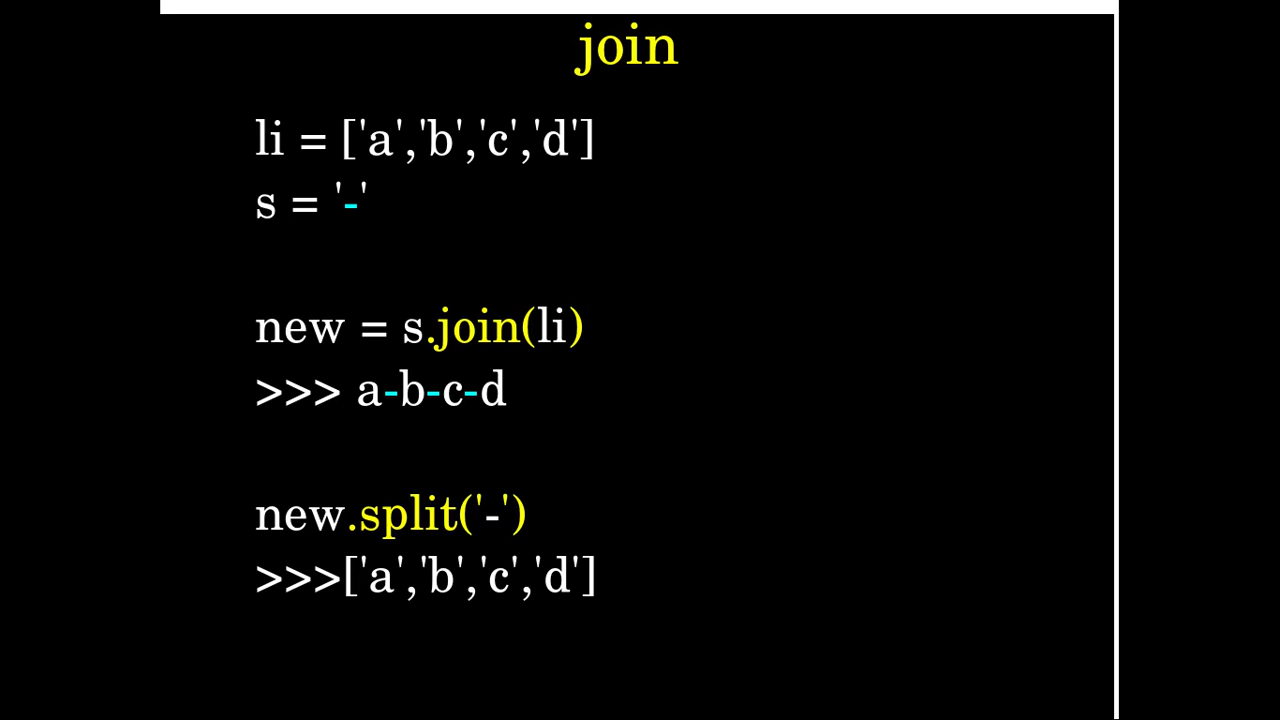 join
li = ['a','b','c','d']
s = '-'
new = s.join(li)
>>> a-b-c-d
new.split('-')
>>>['a','b','c','d']